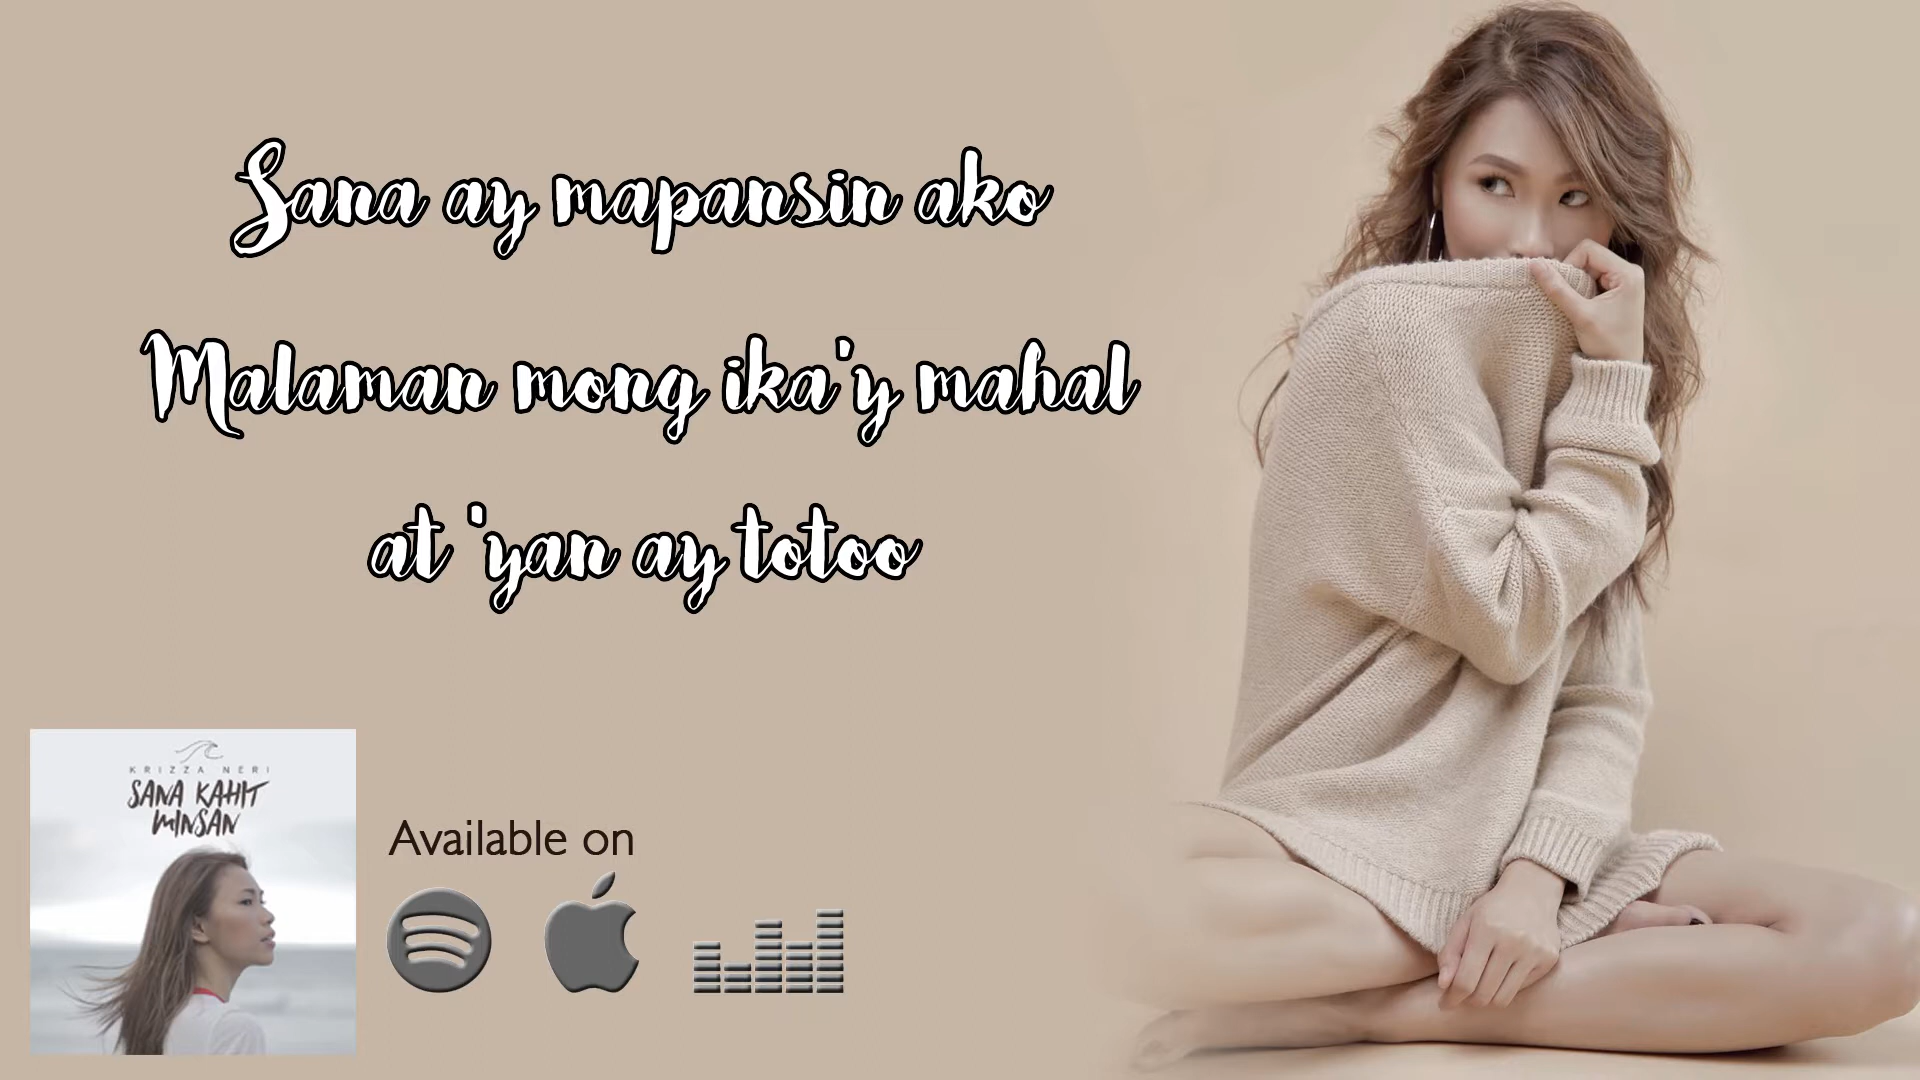 Sana ay mapansin ako
Malaman mong ika'y mahal
at 'yan ay totoo
KRIZZA NERI
SANA KAHIT
MINSAN
Available on